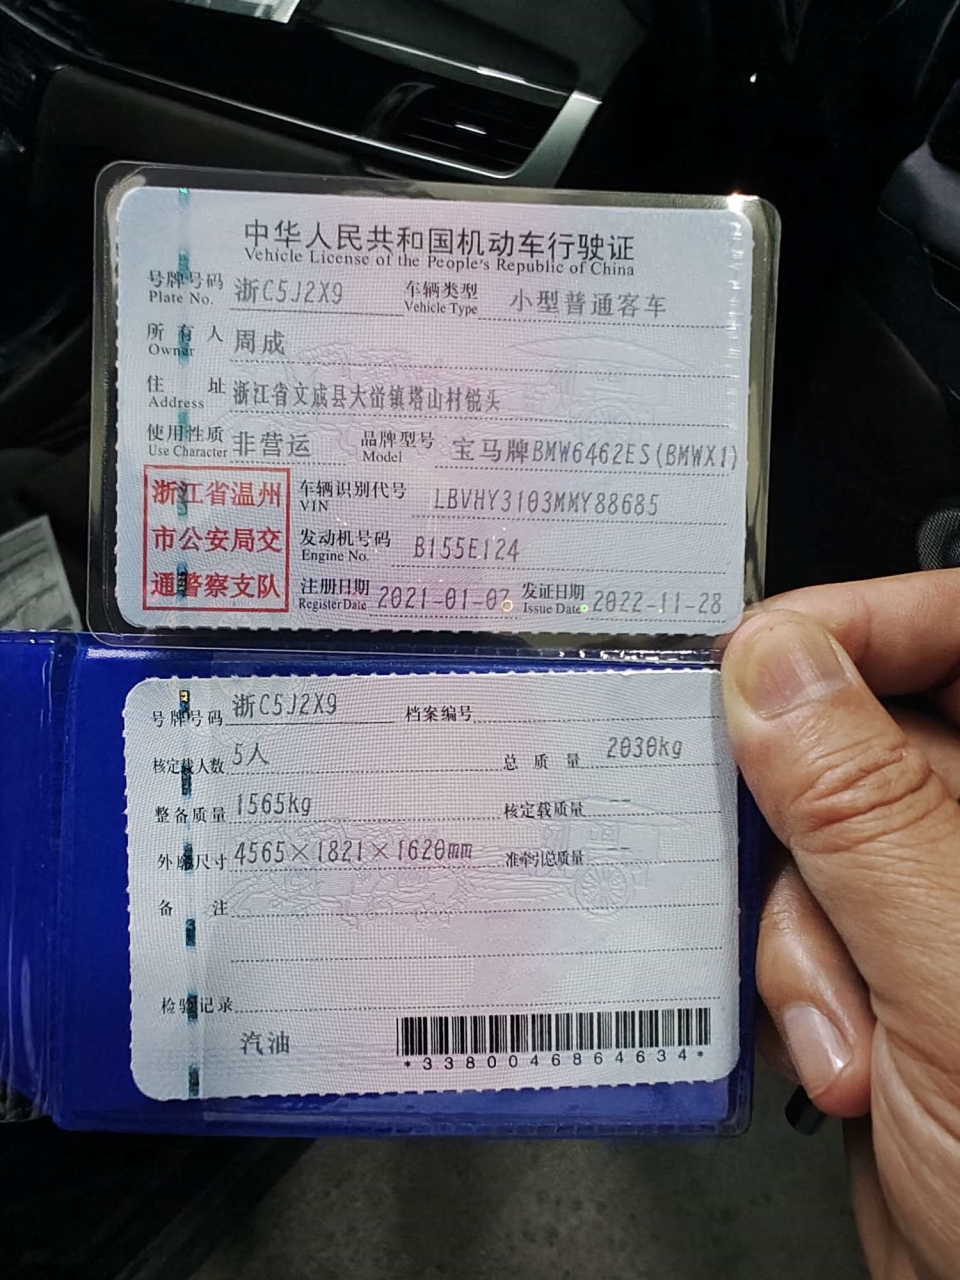 中华人民共和国机动车行驶证
Vehicle License of the People's Republic of China
号牌号码 浙C5J2X9 车辆类型 小型普通客车
Plate No. Vehicle Type
所有人 周成
Owner
住址 浙江省文成县大峃镇塔山村锐头
Address
使用性质 非营运 品牌型号 宝马牌BMW6462ES(BMWX1)
Use Character Model
浙江省温州
市公安局交
通警察支队
车辆识别代号 LBVHY3103MMY88685
VIN
发动机号码 B155E124
Engine No.
注册日期 2021-01-07 发证日期 2022-11-28
Register Date Issue Date
号牌号码 浙C5J2X9 档案编号
核定载人数 5人 总质量 2030kg
整备质量 1565kg 核定载质量 --
外廓尺寸 4565×1821×1620mm 准牵引总质量 --
备注
检验记录
汽油
*3380046864634*